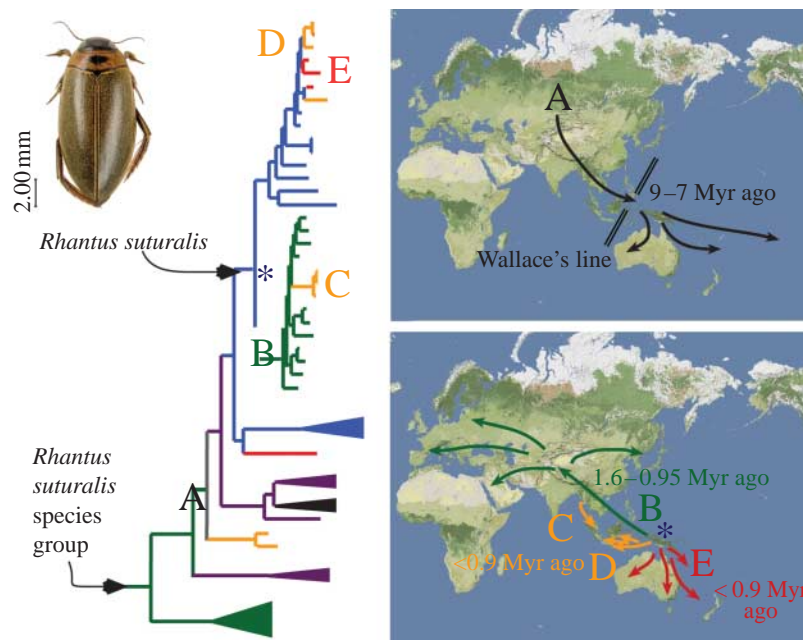 2.00 mm
D
E
Rhantus suturalis
*
C
B
Rhantus
suturalis
species
group
A
A
9–7 Myr ago
Wallace's line
1.6–0.95 Myr ago
B
*
C
<0.9 Myr ago
D
E
< 0.9 Myr
ago